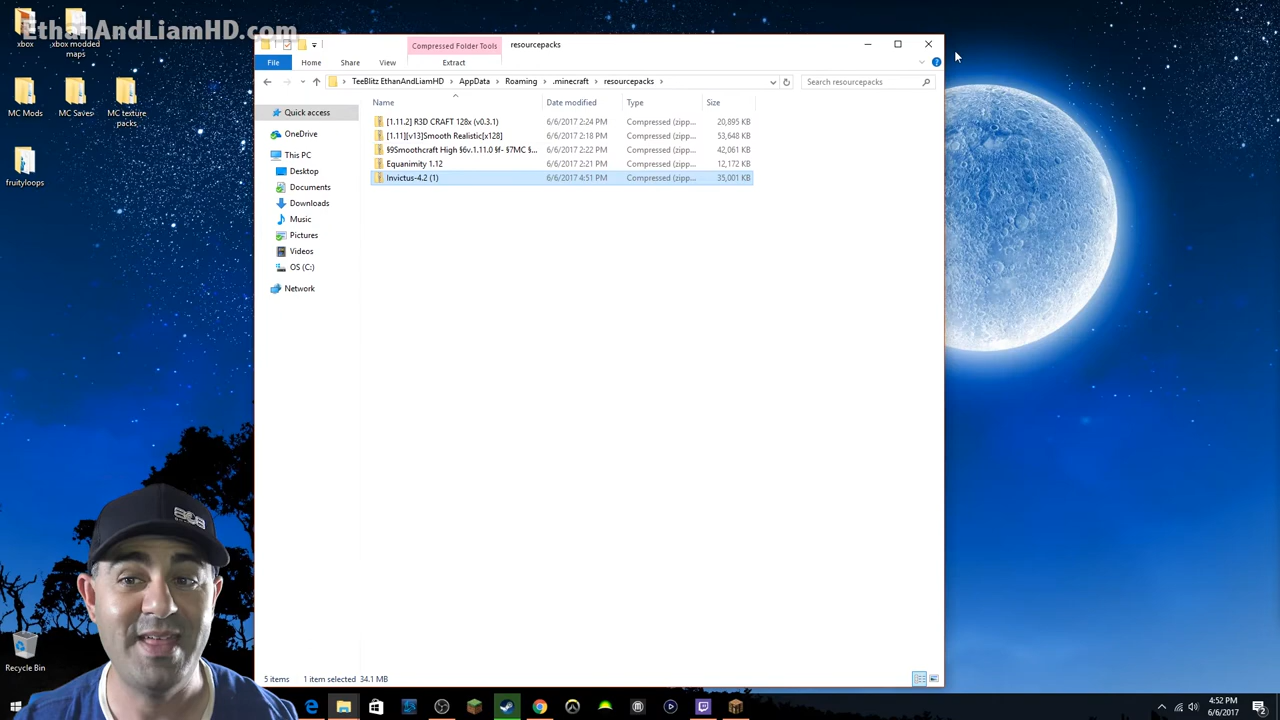 EthanAndLiamHD.com
xbox
xbox modded
maps
MC Mods
MC Saves
MC texture
packs
fruityloops
Recycle Bin
Compressed Folder Tools
resourcepacks
File
Home
Share
View
Extract
TeeBlitz EthanAndLiamHD > AppData > Roaming > .minecraft > resourcepacks >
Search resourcepacks
Name
Date modified
Type
Size
Quick access
OneDrive
This PC
Desktop
Documents
Downloads
Music
Pictures
Videos
OS (C:)
Network
[1.11.2] R3D CRAFT 128x (v0.3.1) 6/6/2017 2:24 PM Compressed (zipp... 20,895 KB
[1.11][v13]Smooth Realistic[x128] 6/6/2017 2:18 PM Compressed (zipp... 53,648 KB
§9Smoothcraft High §6v.1.11.0 §f- §7MC §... 6/6/2017 2:22 PM Compressed (zipp... 42,061 KB
Equanimity 1.12 6/6/2017 2:21 PM Compressed (zipp... 12,172 KB
Invictus-4.2 (1) 6/6/2017 4:51 PM Compressed (zipp... 35,001 KB
5 items 1 item selected 34.1 MB
4:52 PM
6/6/2017